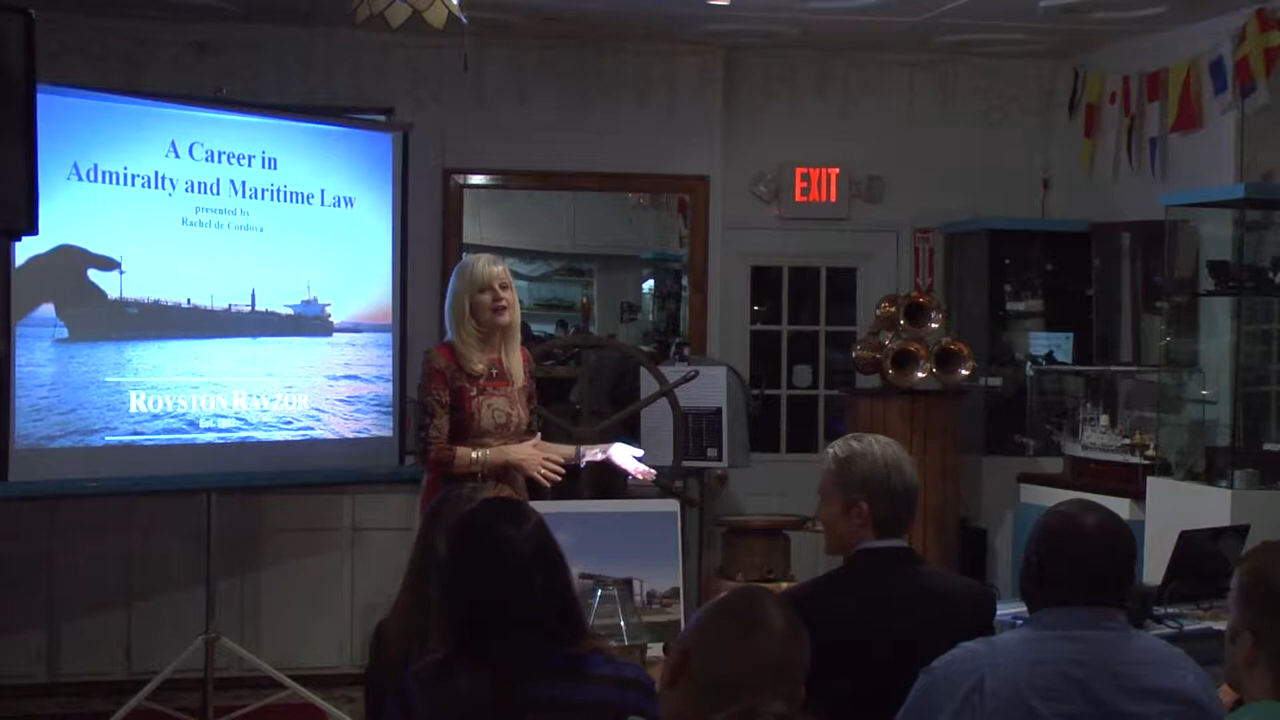 A Career in
Admiralty and Maritime Law
presented by
Rachel de Cordova
ROYSTON RAYZOR
EXIT